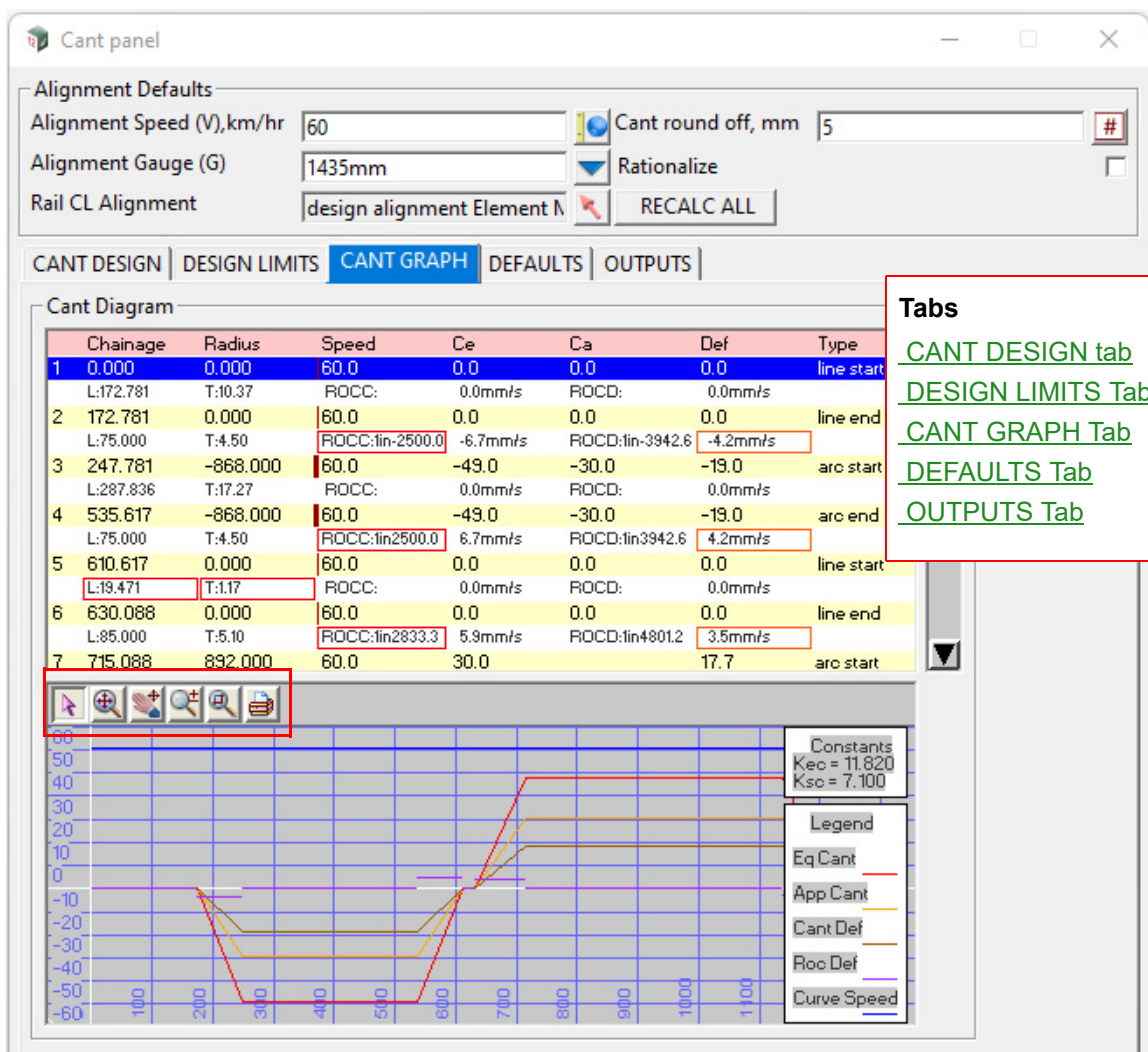 Cant panel
Alignment Defaults
Alignment Speed (V),km/hr 60 Cant round off, mm 5 #
Alignment Gauge (G) 1435mm Rationalize
Rail CL Alignment design alignment Element RECALC ALL
CANT DESIGN DESIGN LIMITS CANT GRAPH DEFAULTS OUTPUTS
Cant Diagram
Chainage Radius Speed Ce Ca Def Type
1 0.000 0.000 60.0 0.0 0.0 0.0 line start
L:172.781 T:10.37 ROCC: 0.0mm/s ROCD: 0.0mm/s
2 172.781 0.000 60.0 0.0 0.0 0.0 line end
L:75.000 T:4.50 ROCC:1in-2500.0 -6.7mm/s ROCD:1in-3942.6 -4.2mm/s
3 247.781 -868.000 60.0 -49.0 -30.0 -19.0 arc start
L:287.836 T:17.27 ROCC: 0.0mm/s ROCD: 0.0mm/s
4 535.617 -868.000 60.0 -49.0 -30.0 -19.0 arc end
L:75.000 T:4.50 ROCC:1in2500.0 6.7mm/s ROCD:1in3942.6 4.2mm/s
5 610.617 0.000 60.0 0.0 0.0 0.0 line start
L:19.471 T:1.17 ROCC: 0.0mm/s ROCD: 0.0mm/s
6 630.088 0.000 60.0 0.0 0.0 0.0 line end
L:85.000 T:5.10 ROCC:1in2833.3 5.9mm/s ROCD:1in4801.2 3.5mm/s
7 715.088 892.000 60.0 30.0 17.7 arc start
Tabs
CANT DESIGN tab
DESIGN LIMITS Tab
CANT GRAPH Tab
DEFAULTS Tab
OUTPUTS Tab
60
50
40
30
20
10
0
-10
-20
-30
-40
-50
-60
100 200 300 400 500 600 700 800 900 1000 1100
Constants
Kec = 11.820
Ksc = 7.100
Legend
Eq Cant
App Cant
Cant Def
Roc Def
Curve Speed